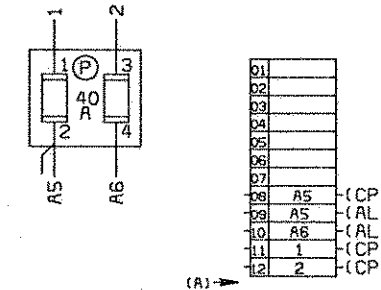 1 2
1 P 3
40
A
2 4
A5 A6
01
02
03
04
05
06
07
08 A5 (CP
09 A5 (AL
10 A6 (AL
11 1 (CP
12 2 (CP
(A)